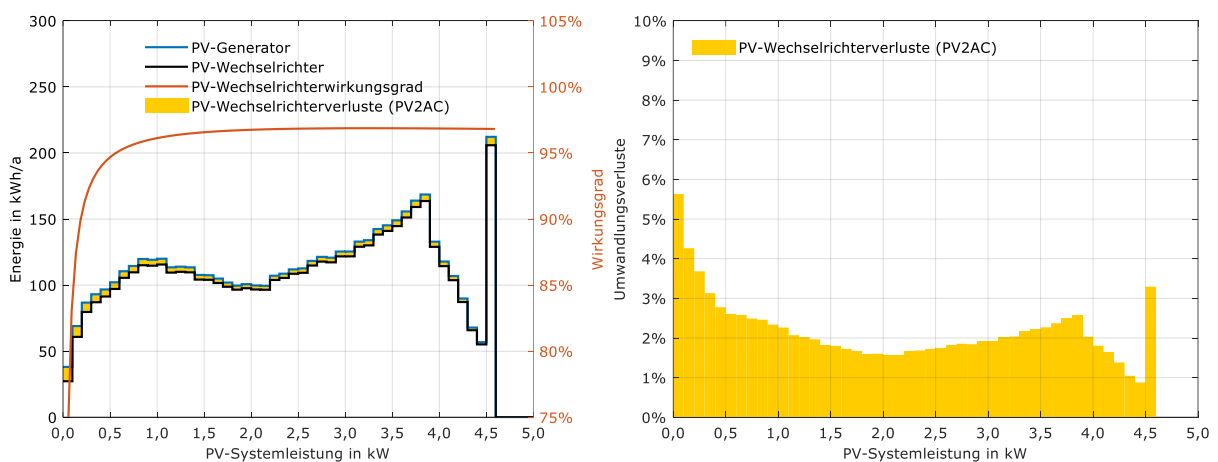 300
250
200
150
100
50
0
Energie in kWh/a
PV-Generator
PV-Wechselrichter
PV-Wechselrichterwirkungsgrad
PV-Wechselrichterverluste (PV2AC)
105%
100%
95%
90%
85%
80%
75%
Wirkungsgrad
0,0 0,5 1,0 1,5 2,0 2,5 3,0 3,5 4,0 4,5 5,0
PV-Systemleistung in kW
10%
9%
8%
7%
6%
5%
4%
3%
2%
1%
0%
Umwandlungsverluste
PV-Wechselrichterverluste (PV2AC)
0,0 0,5 1,0 1,5 2,0 2,5 3,0 3,5 4,0 4,5 5,0
PV-Systemleistung in kW